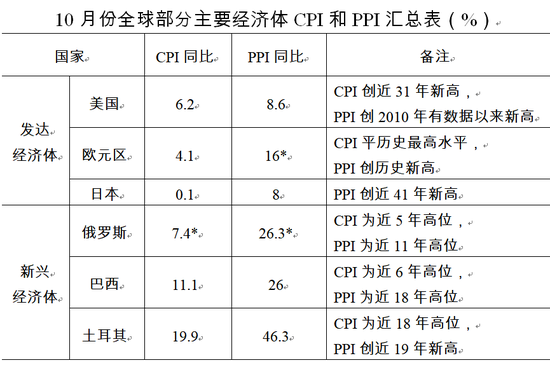 10 月份全球部分主要经济体 CPI 和 PPI 汇总表（%）
国家 CPI 同比 PPI 同比 备注
发达
经济体
美国 6.2 8.6 CPI 创近 31 年新高，
PPI 创 2010 年有数据以来新高
欧元区 4.1 16* CPI 平历史最高水平，
PPI 创历史新高
日本 0.1 8 PPI 创近 41 年新高
新兴
经济体
俄罗斯 7.4* 26.3* CPI 为近 5 年高位，
PPI 为近 11 年高位
巴西 11.1 26 CPI 为近 6 年高位，
PPI 为近 18 年高位
土耳其 19.9 46.3 CPI 为近 18 年高位，
PPI 创近 19 年新高